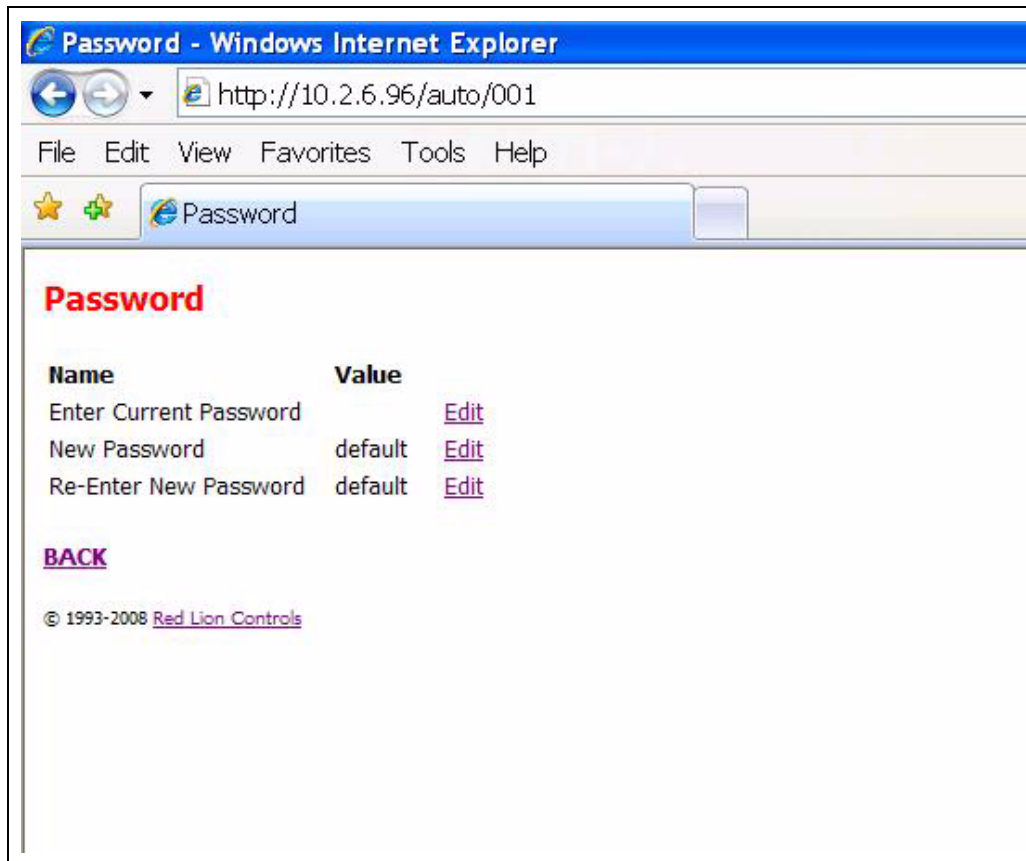 Password - Windows Internet Explorer
http://10.2.6.96/auto/001
File Edit View Favorites Tools Help
Password
Password
Name Value
Enter Current Password Edit
New Password default Edit
Re-Enter New Password default Edit
BACK
© 1993-2008 Red Lion Controls